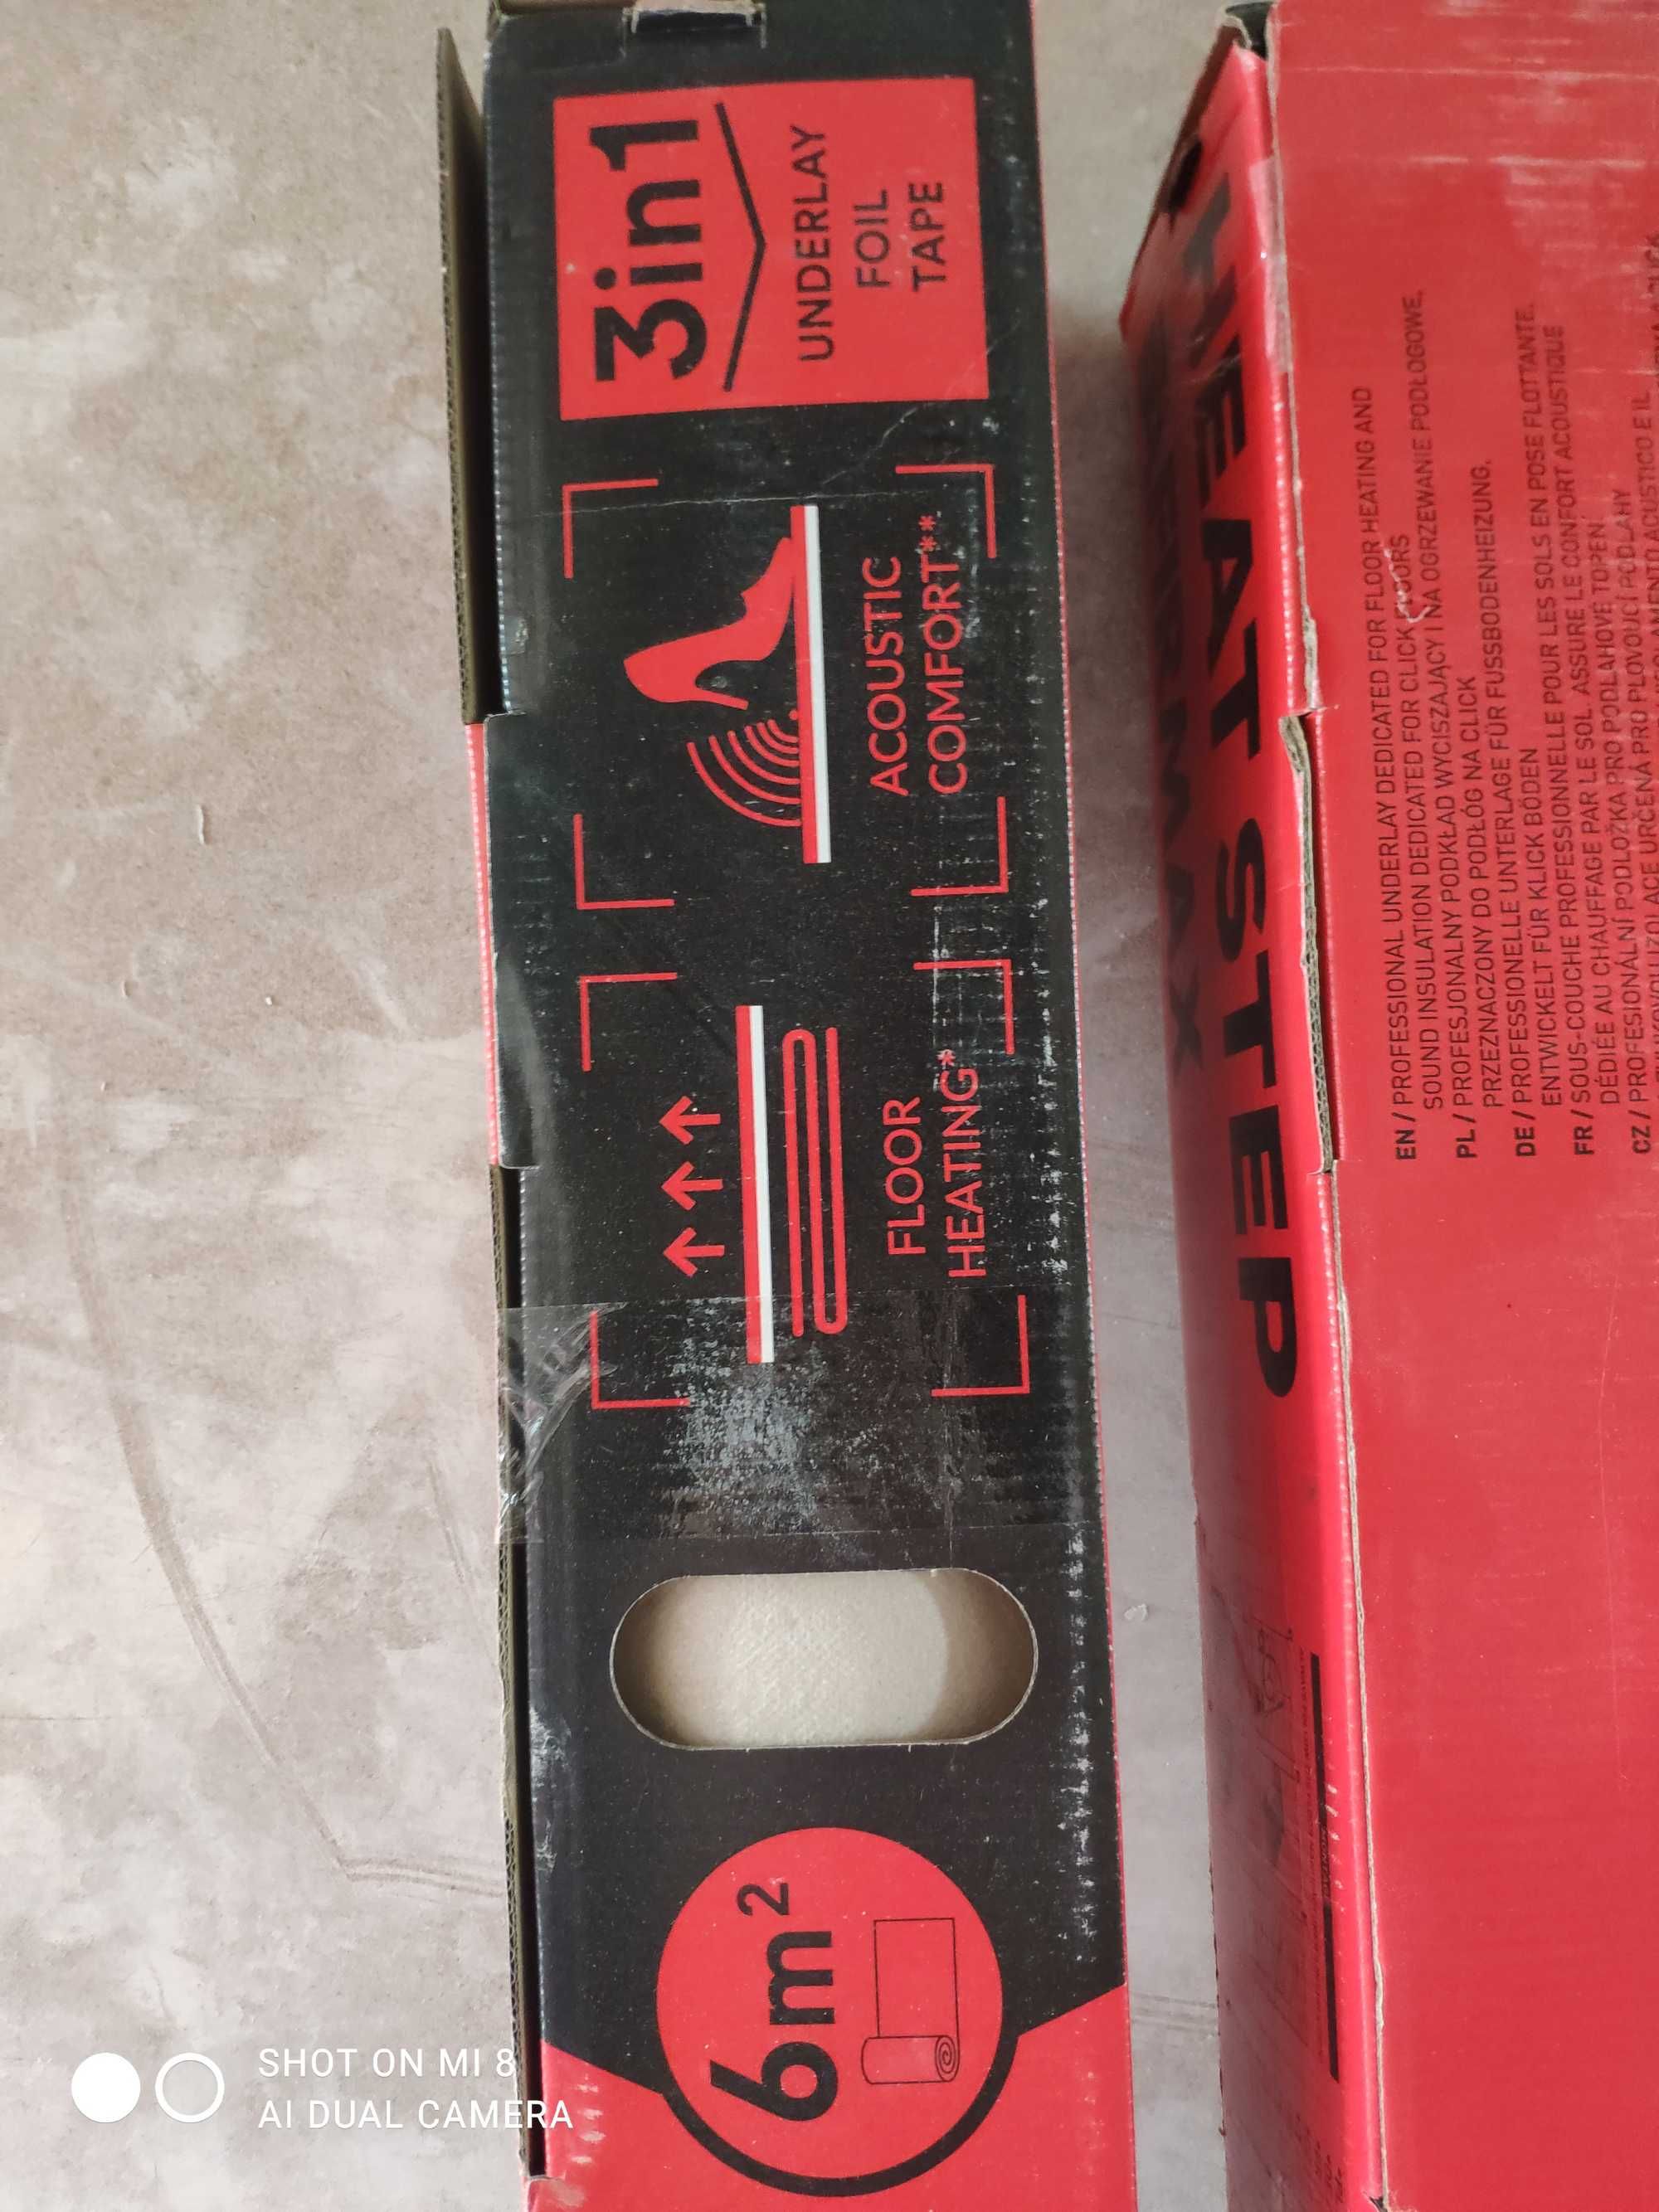 3in1
UNDERLAY
FOIL
TAPE
ACOUSTIC
COMFORT**
FLOOR
HEATING*
6m²
HEAT STEP
EN / PROFESSIONAL UNDERLAY DEDICATED FOR FLOOR HEATING AND
SOUND INSULATION DEDICATED FOR CLICK FLOORS
PL / PROFESJONALNY PODKŁAD WYCISZAJĄCY I NA OGRZEWANIE PODŁOGOWE,
PRZEZNACZONY DO PODŁÓG NA CLICK
DE / PROFESSIONELLE UNTERLAGE FÜR FUSSBODENHEIZUNG.
ENTWICKELT FÜR KLICK BÖDEN
FR / SOUS-COUCHE PROFESSIONNELLE POUR LES SOLS EN POSE FLOTTANTE.
DÉDIÉE AU CHAUFFAGE PAR LE SOL. ASSURE LE CONFORT ACOUSTIQUE
CZ / PROFESIONÁLNÍ PODLOŽKA PRO PODLAHOVÉ TOPENÍ
URČENÁ PRO PLOVOUCÍ PODLAHY
SHOT ON MI 8
AI DUAL CAMERA